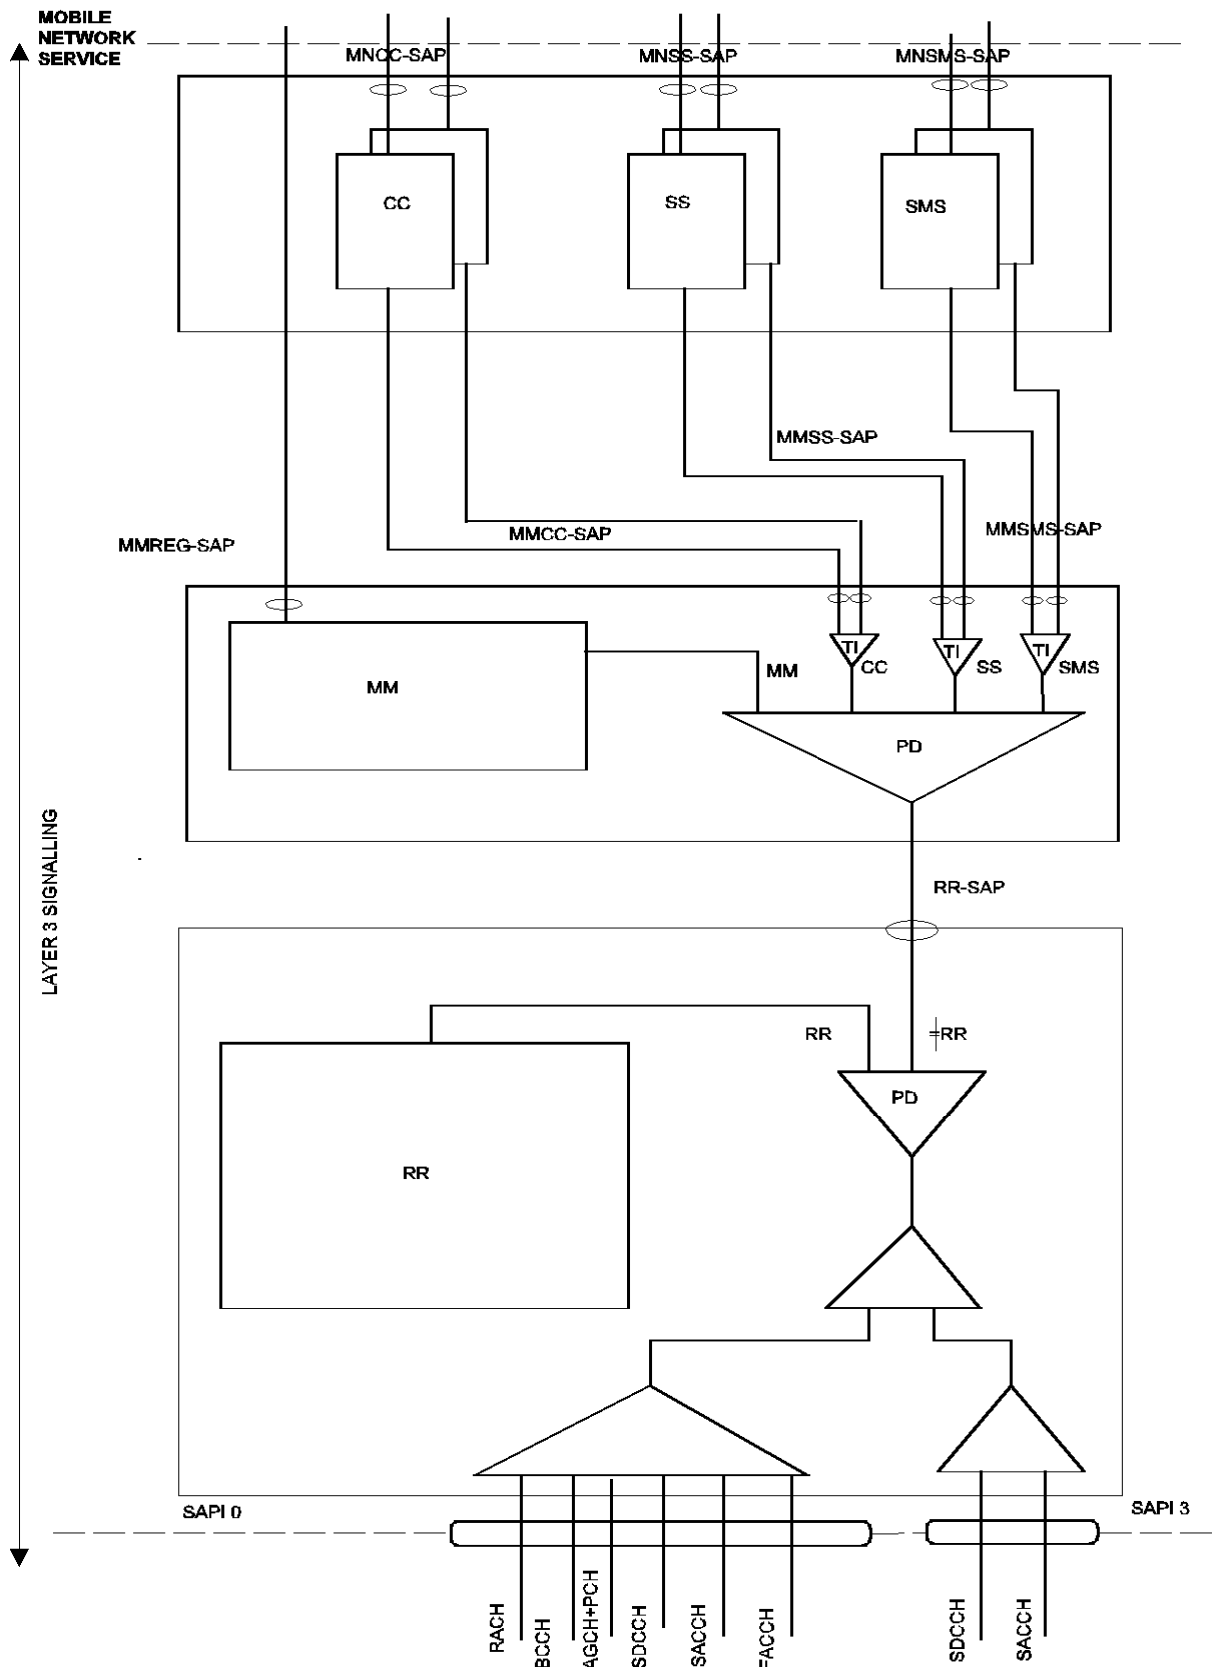 MOBILE
NETWORK
SERVICE
MNCC-SAP
MNSS-SAP
MNSMS-SAP
CC
SS
SMS
MMSS-SAP
MMCC-SAP
MMSMS-SAP
MMREG-SAP
TI
TI
TI
MM
CC
SS
SMS
MM
PD
LAYER 3 SIGNALLING
RR-SAP
RR
≠RR
PD
RR
SAPI 0
SAPI 3
RACH
BCCH
AGCH+PCH
SDCCH
SACCH
FACCH
SDCCH
SACCH